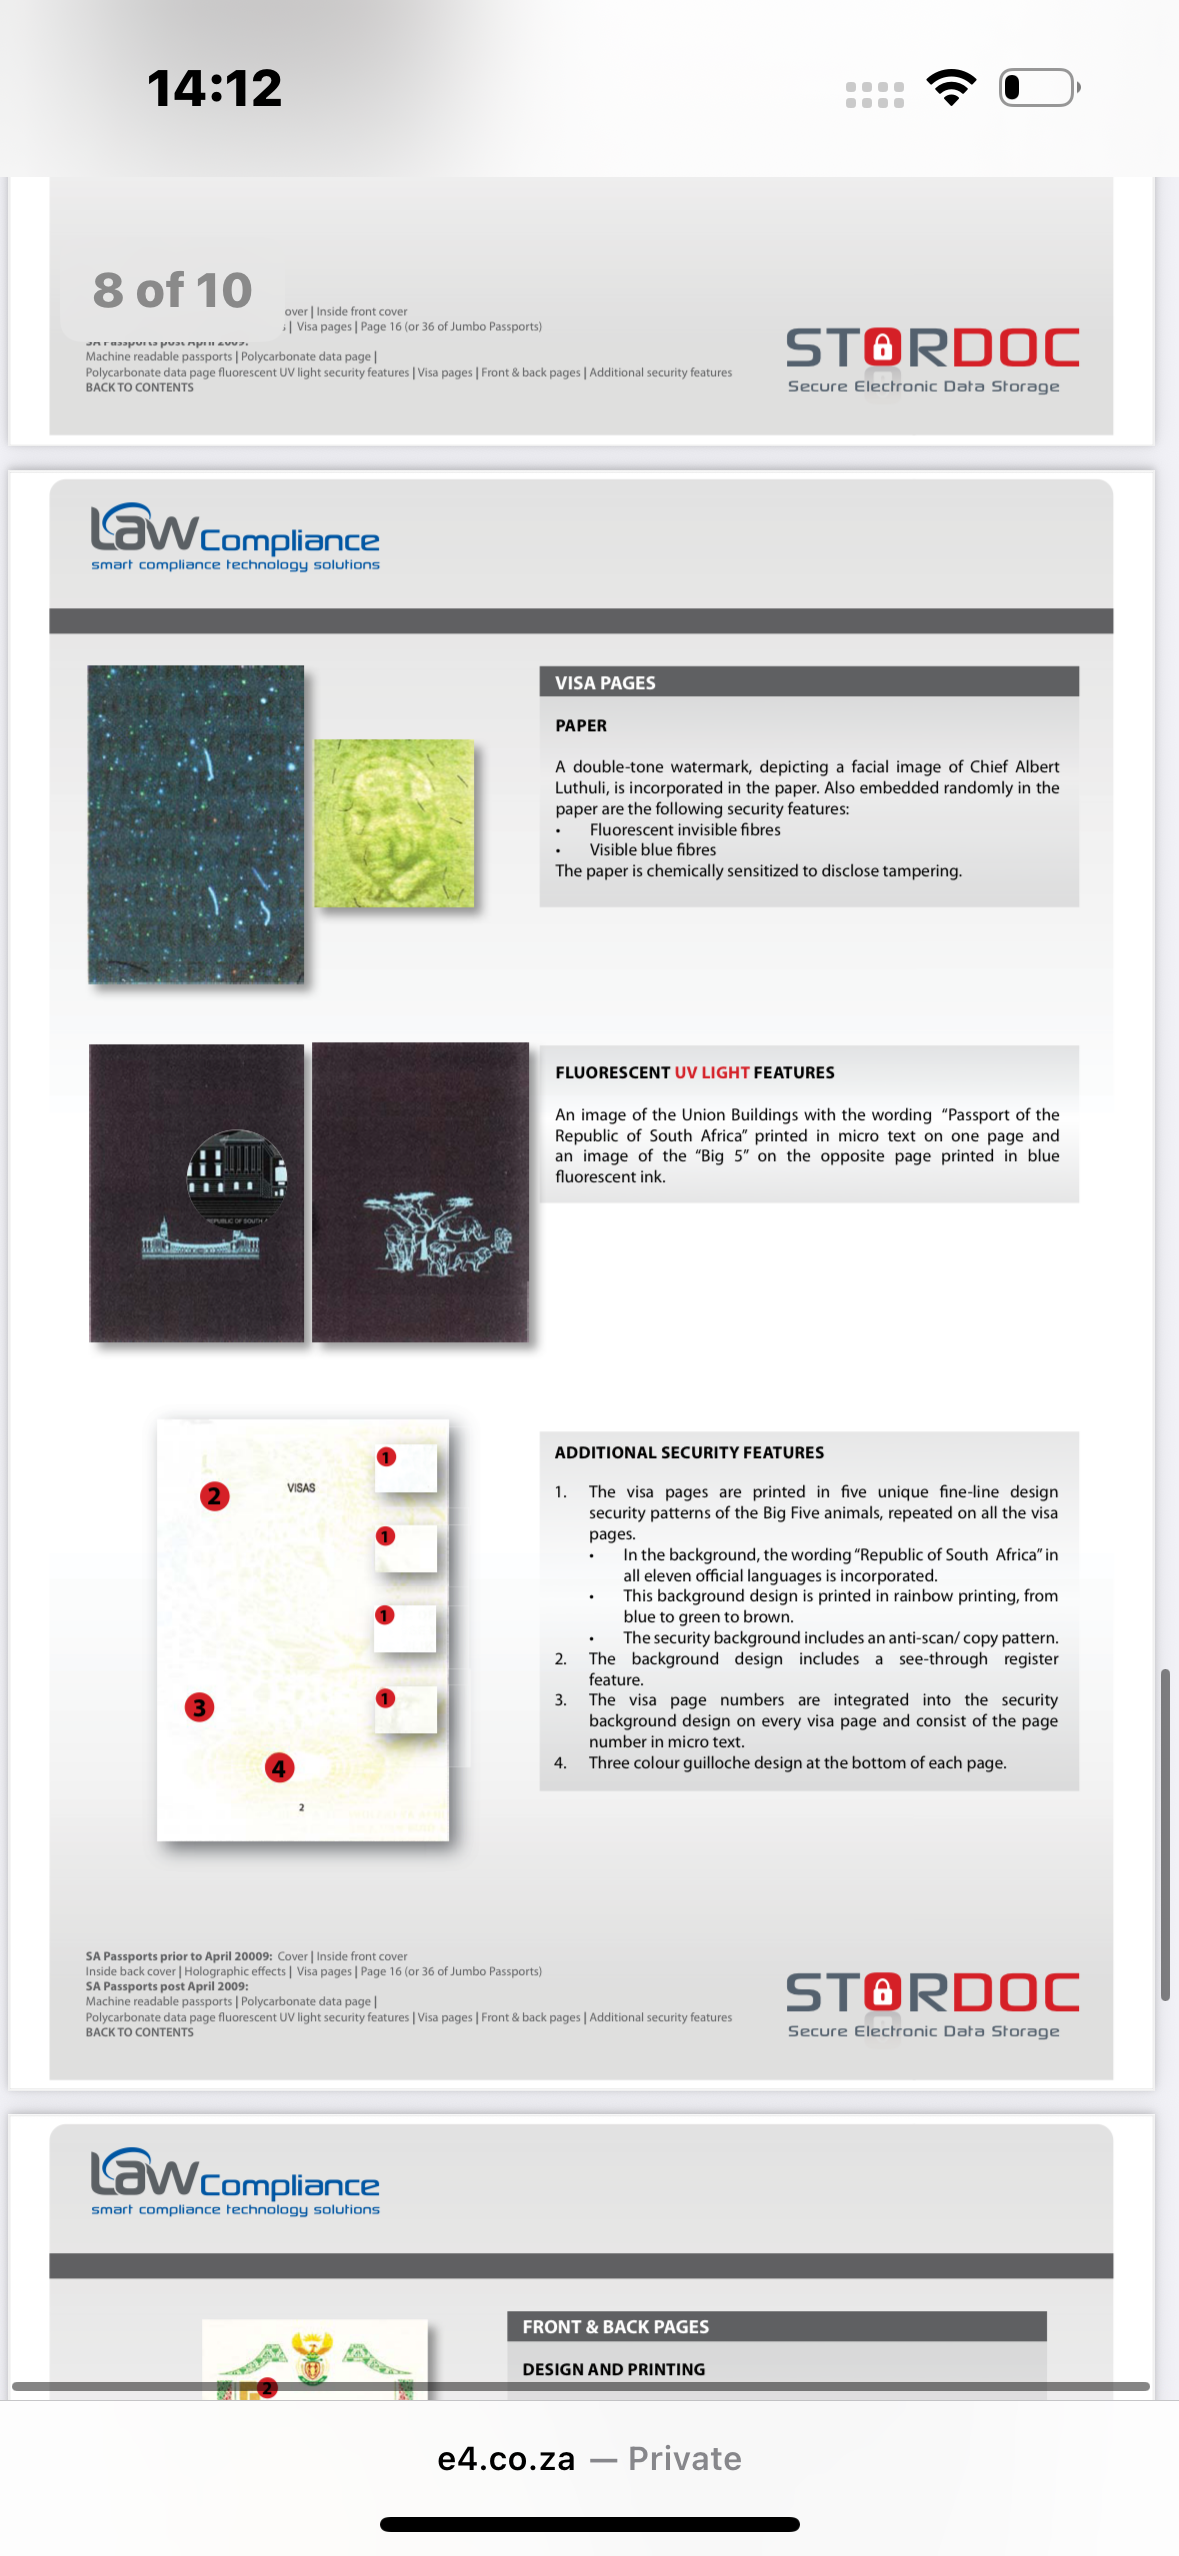 14:12
8 of 10
over | Inside front cover
| Visa pages | Page 16 (or 36 of Jumbo Passports)
SA Passports post April 2009:
Machine readable passports | Polycarbonate data page |
Polycarbonate data page fluorescent UV light security features | Visa pages | Front & back pages | Additional security features
BACK TO CONTENTS
STORDOC
Secure Electronic Data Storage
Law Compliance
smart compliance technology solutions
VISA PAGES
PAPER
A double-tone watermark, depicting a facial image of Chief Albert
Luthuli, is incorporated in the paper. Also embedded randomly in the
paper are the following security features:
• Fluorescent invisible fibres
• Visible blue fibres
The paper is chemically sensitized to disclose tampering.
REPUBLIC OF SOUTH A
FLUORESCENT UV LIGHT FEATURES
An image of the Union Buildings with the wording “Passport of the
Republic of South Africa” printed in micro text on one page and
an image of the “Big 5” on the opposite page printed in blue
fluorescent ink.
VISAS
1
2
1
1
3
1
4
2
ADDITIONAL SECURITY FEATURES
1. The visa pages are printed in five unique fine-line design
security patterns of the Big Five animals, repeated on all the visa
pages.
• In the background, the wording “Republic of South Africa” in
all eleven official languages is incorporated.
• This background design is printed in rainbow printing, from
blue to green to brown.
• The security background includes an anti-scan/ copy pattern.
2. The background design includes a see-through register
feature.
3. The visa page numbers are integrated into the security
background design on every visa page and consist of the page
number in micro text.
4. Three colour guilloche design at the bottom of each page.
SA Passports prior to April 20009: Cover | Inside front cover
Inside back cover | Holographic effects | Visa pages | Page 16 (or 36 of Jumbo Passports)
SA Passports post April 2009:
Machine readable passports | Polycarbonate data page |
Polycarbonate data page fluorescent UV light security features | Visa pages | Front & back pages | Additional security features
BACK TO CONTENTS
STORDOC
Secure Electronic Data Storage
Law Compliance
smart compliance technology solutions
FRONT & BACK PAGES
DESIGN AND PRINTING
2
e4.co.za — Private